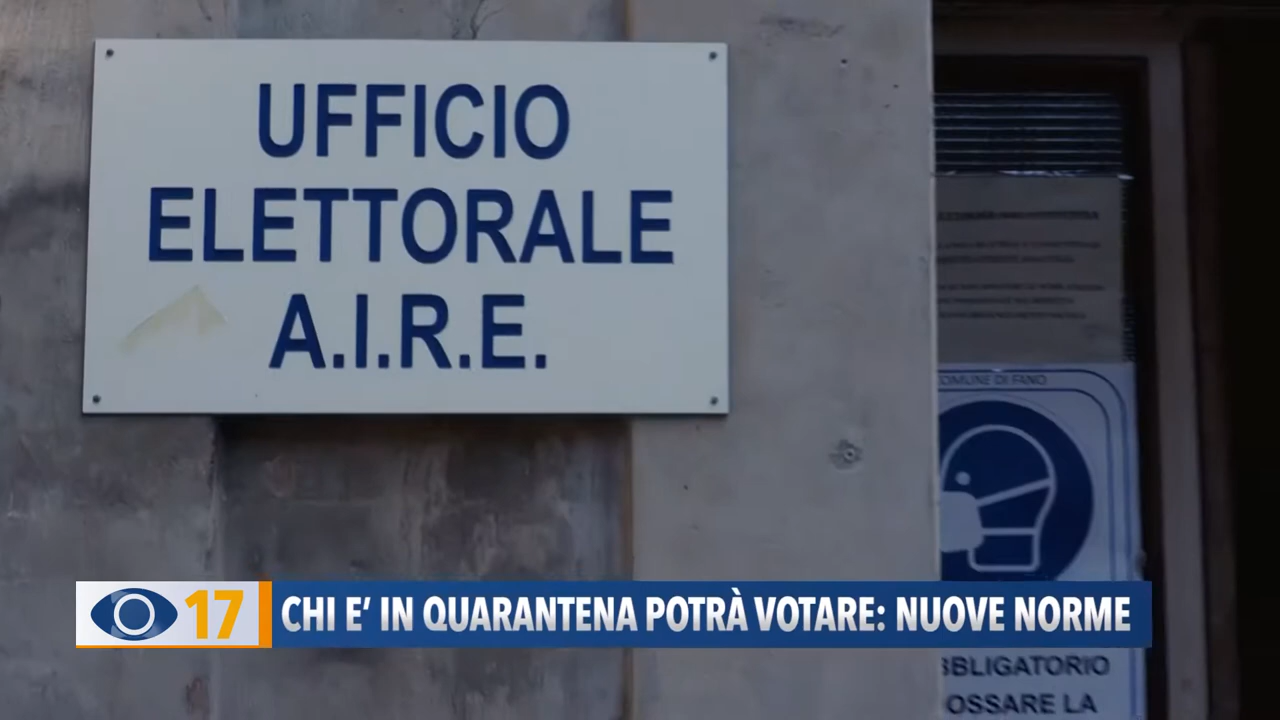 UFFICIO
ELETTORALE
A.I.R.E.
COMUNE DI FANO
17 CHI E' IN QUARANTENA POTRÀ VOTARE: NUOVE NORME
BBLIGATORIO
OSSARE LA